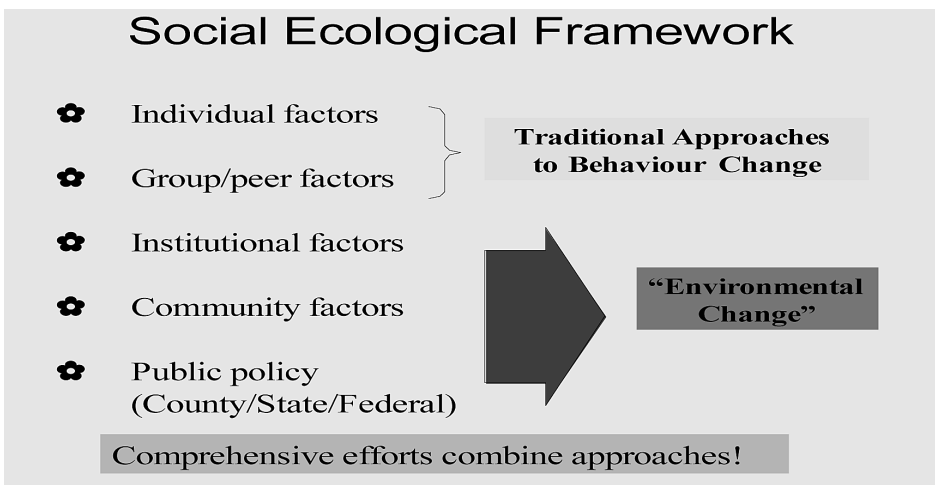 Social Ecological Framework
Individual factors
Group/peer factors
Traditional Approaches
to Behaviour Change
Institutional factors
Community factors
Public policy
(County/State/Federal)
“Environmental
Change”
Comprehensive efforts combine approaches!